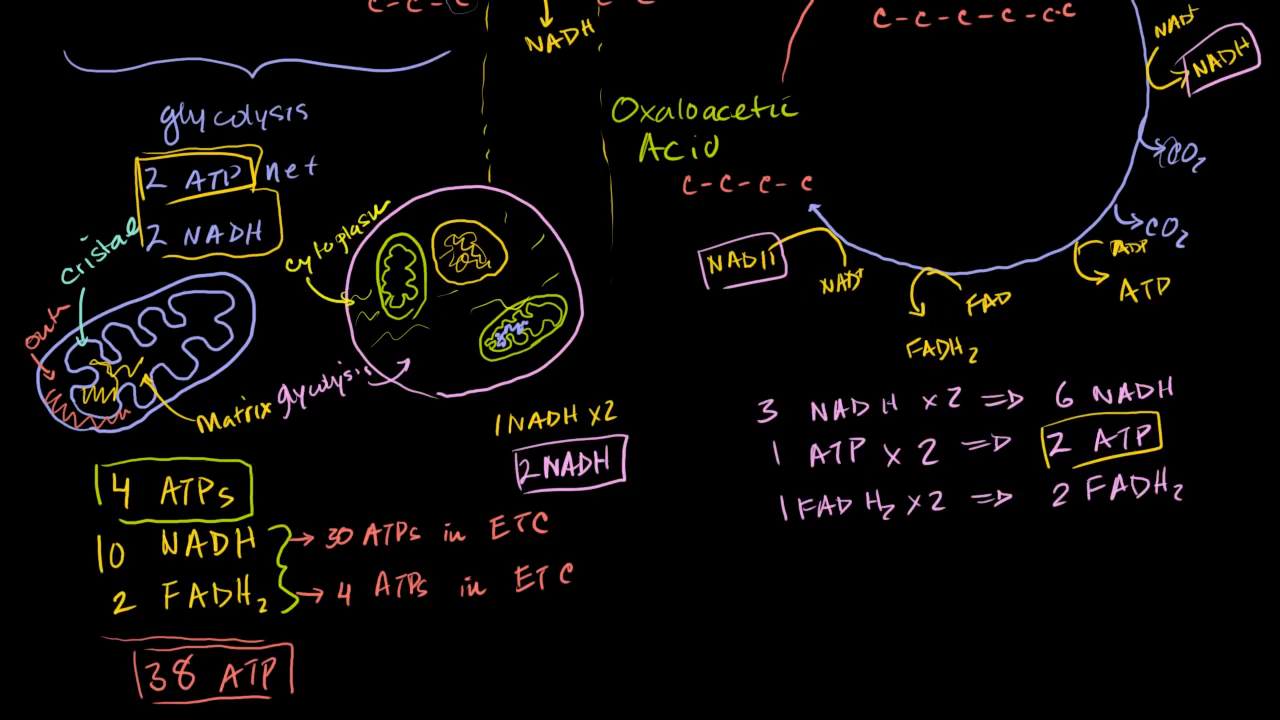 C-C-C
NADH
C-C-C-C-C-C
NAD+
NADH
glycolysis
2 ATP net
2 NADH
Oxaloacetic
Acid
C-C-C-C
CO2
CO2
ADP
ATP
NADH
NAD+
FAD
FADH2
cristae
cytoplasm
outer
Matrix
glycolysis
1 NADH x2
2 NADH
3 NADH x2 => 6 NADH
1 ATP x 2 => 2 ATP
1 FADH2 x2 => 2 FADH2
4 ATPs
10 NADH → 30 ATPs in ETC
2 FADH2 → 4 ATPs in ETC
38 ATP